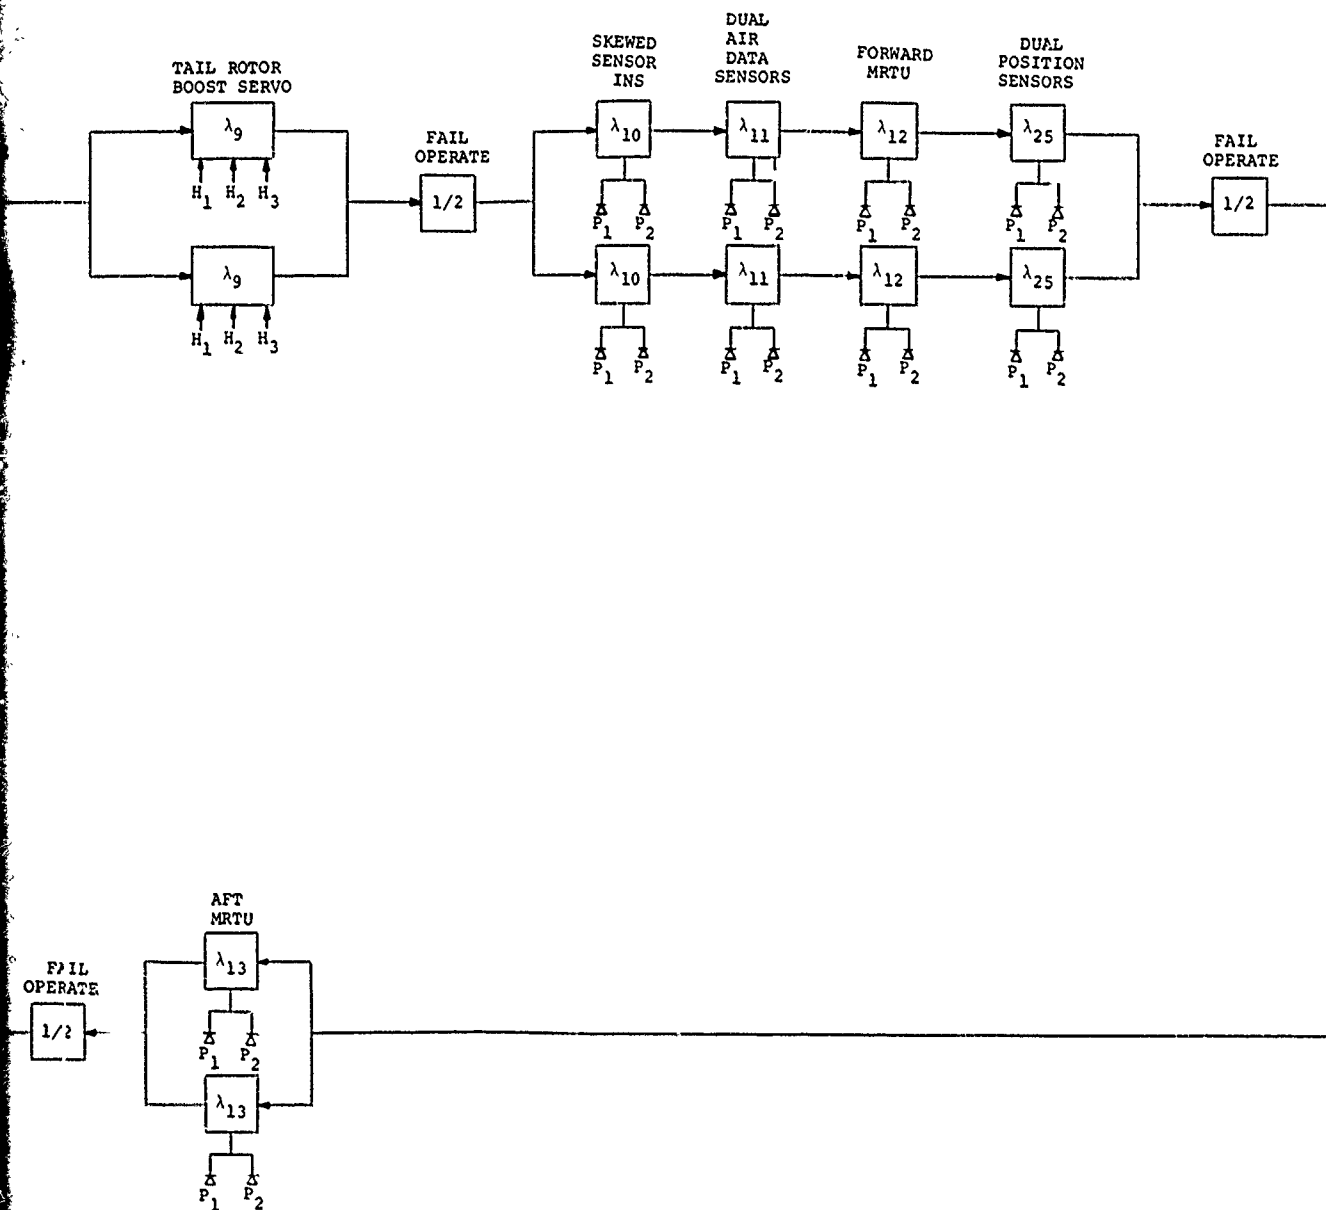 TAIL ROTOR
BOOST SERVO
λ9
H1 H2 H3
λ9
H1 H2 H3
FAIL
OPERATE
1/2
SKEWED
SENSOR
INS
λ10
P1 P2
λ10
P1 P2
DUAL
AIR
DATA
SENSORS
λ11
P1 P2
λ11
P1 P2
FORWARD
MRTU
λ12
P1 P2
λ12
P1 P2
DUAL
POSITION
SENSORS
λ25
P1 P2
λ25
P1 P2
FAIL
OPERATE
1/2
FAIL
OPERATE
1/2
AFT
MRTU
λ13
P1 P2
λ13
P1 P2